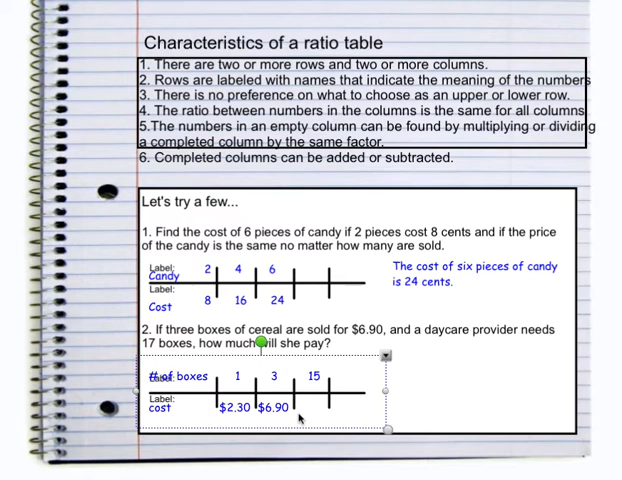 Characteristics of a ratio table
1. There are two or more rows and two or more columns.
2. Rows are labeled with names that indicate the meaning of the numbers
3. There is no preference on what to choose as an upper or lower row.
4. The ratio between numbers in the columns is the same for all columns
5.The numbers in an empty column can be found by multiplying or dividing
a completed column by the same factor.
6. Completed columns can be added or subtracted.
Let's try a few...
1. Find the cost of 6 pieces of candy if 2 pieces cost 8 cents and if the price
of the candy is the same no matter how many are sold.
Label:
Candy 2 4 6
Label:
Cost 8 16 24
The cost of six pieces of candy
is 24 cents.
2. If three boxes of cereal are sold for $6.90, and a daycare provider needs
17 boxes, how much will she pay?
Label:
# of boxes 1 3 15
Label:
cost $2.30 $6.90